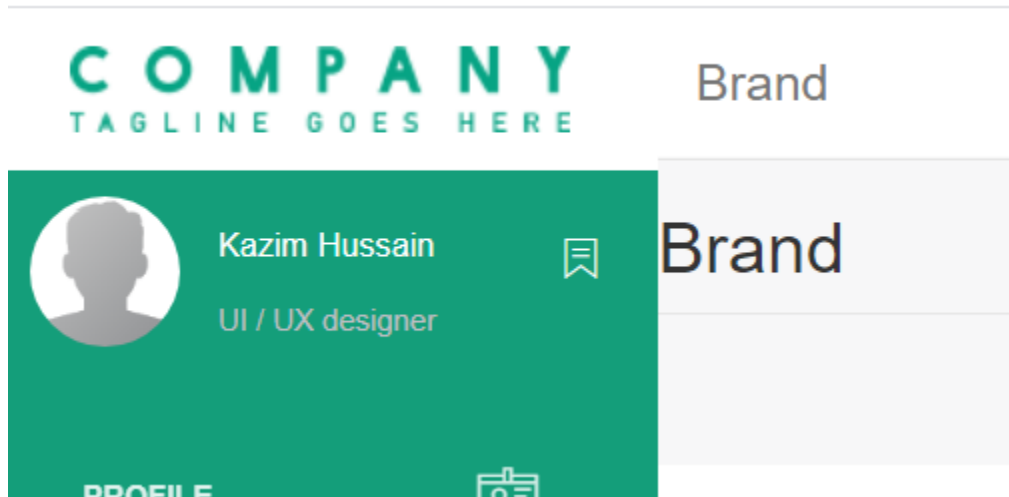 COMPANY
TAGLINE GOES HERE
Brand
Kazim Hussain
UI / UX designer
Brand
PROFILE